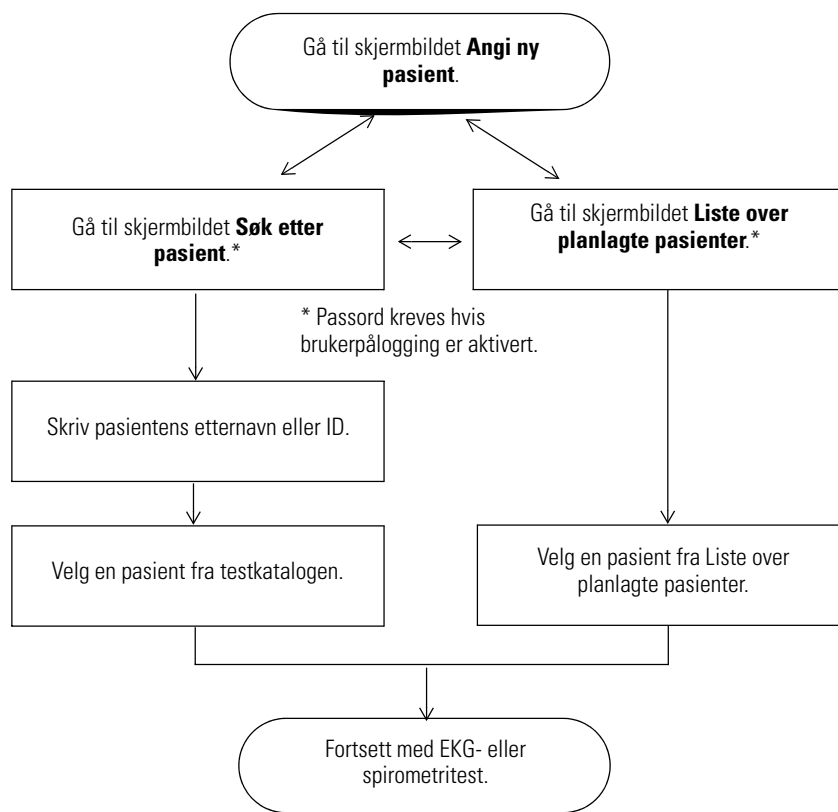 Gå til skjermbildet Angi ny
pasient.
Gå til skjermbildet Søk etter
pasient.*
Gå til skjermbildet Liste over
planlagte pasienter.*
* Passord kreves hvis
brukerpålogging er aktivert.
Skriv pasientens etternavn eller ID.
Velg en pasient fra testkatalogen.
Velg en pasient fra Liste over
planlagte pasienter.
Fortsett med EKG- eller
spirometritest.